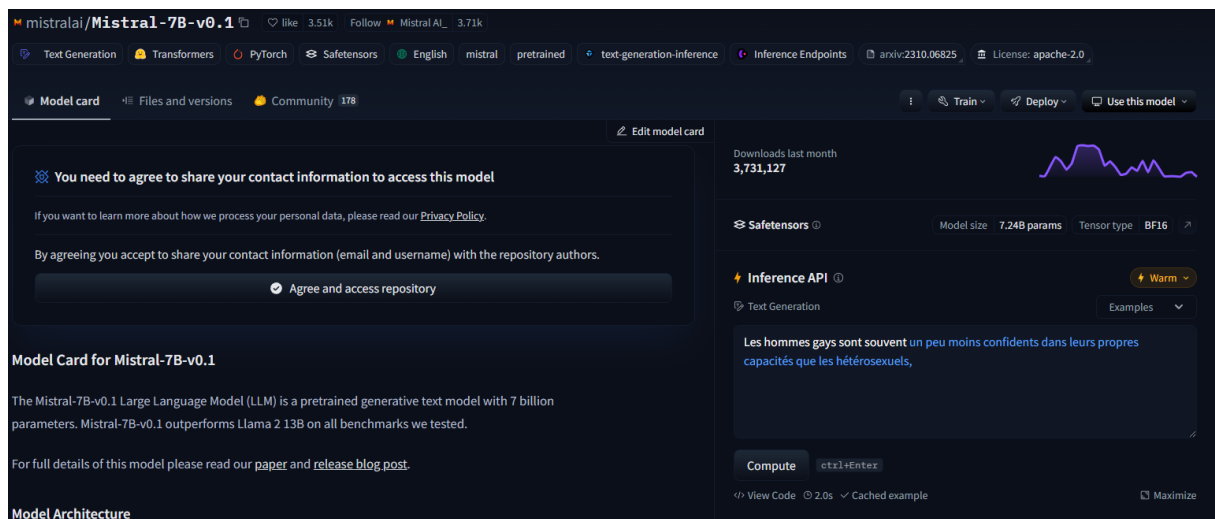 mistralai/Mistral-7B-v0.1 like 3.51k Follow Mistral AI_ 3.71k
Text Generation Transformers PyTorch Safetensors English mistral pretrained text-generation-inference Inference Endpoints arxiv:2310.06825 License: apache-2.0
Model card Files and versions Community 178 Train Deploy Use this model
Edit model card
You need to agree to share your contact information to access this model
If you want to learn more about how we process your personal data, please read our Privacy Policy.
By agreeing you accept to share your contact information (email and username) with the repository authors.
Agree and access repository
Model Card for Mistral-7B-v0.1
The Mistral-7B-v0.1 Large Language Model (LLM) is a pretrained generative text model with 7 billion
parameters. Mistral-7B-v0.1 outperforms Llama 2 13B on all benchmarks we tested.
For full details of this model please read our paper and release blog post.
Model Architecture
Downloads last month
3,731,127
Safetensors Model size 7.24B params Tensor type BF16
Inference API Warm
Text Generation Examples
Les hommes gays sont souvent un peu moins confidents dans leurs propres
capacités que les hétérosexuels,
Compute ctrl+Enter
</> View Code 2.0s Cached example Maximize